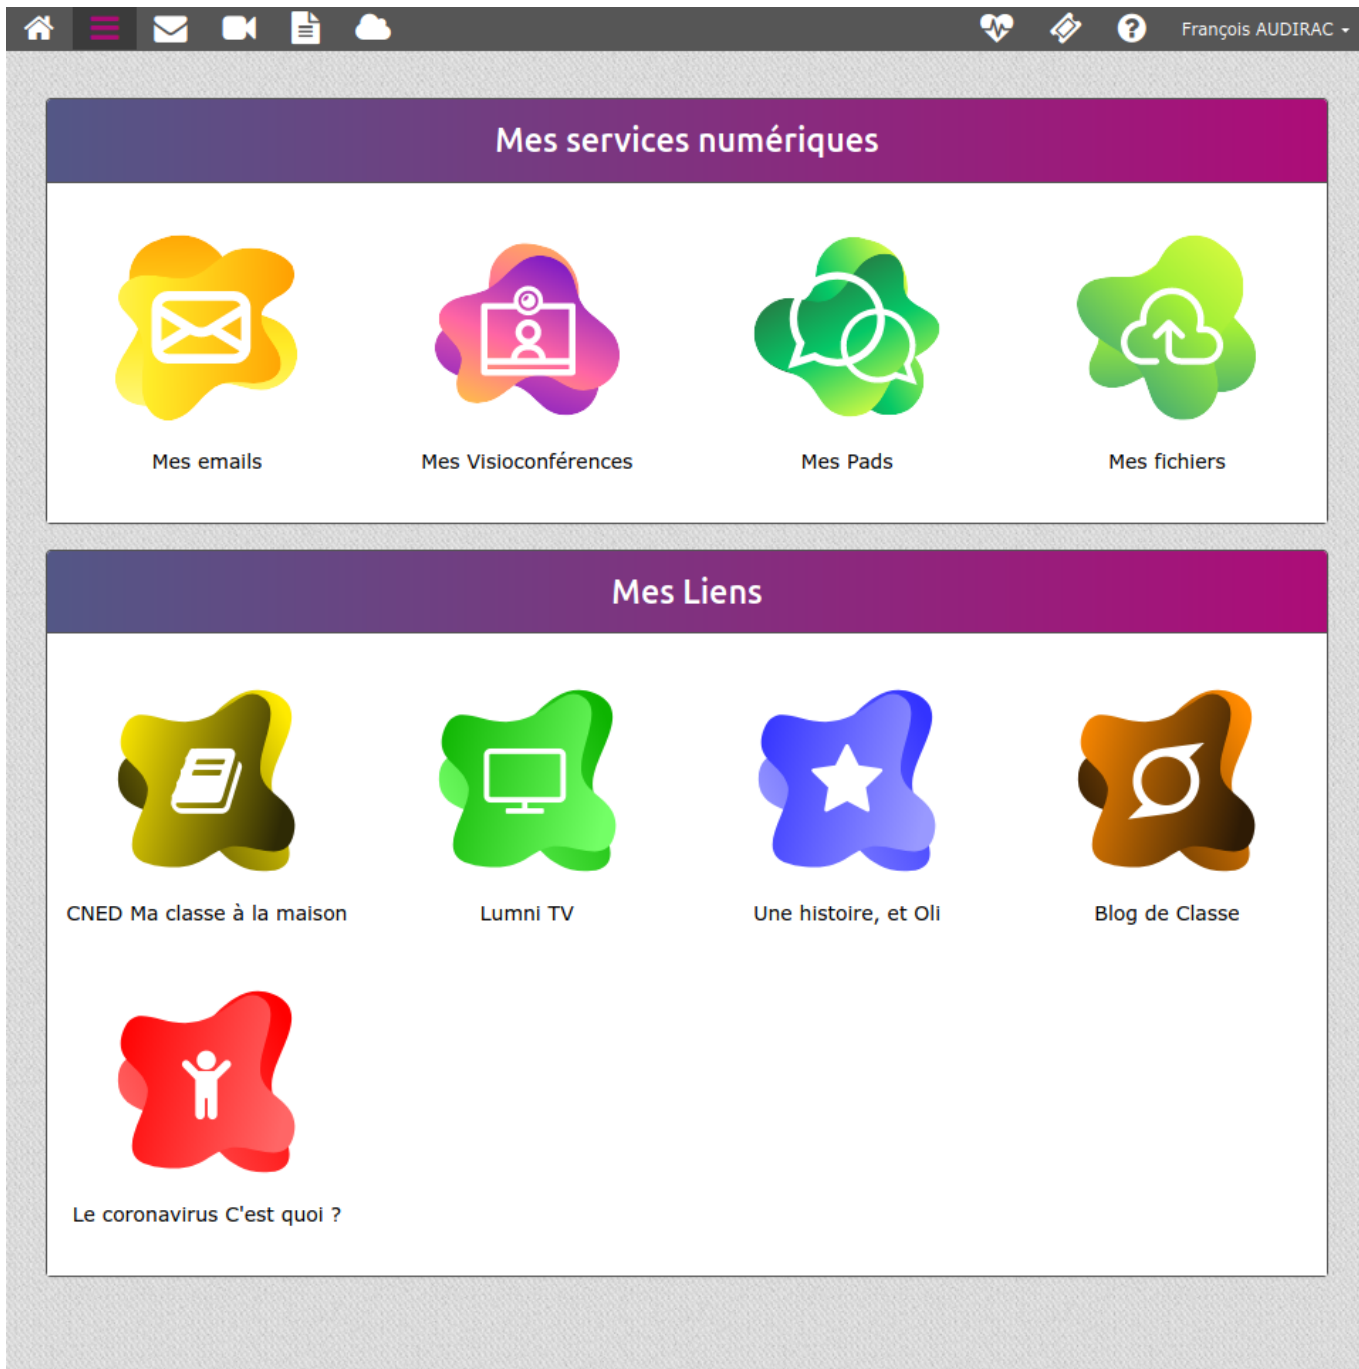 François AUDIRAC
Mes services numériques
Mes emails
Mes Visioconférences
Mes Pads
Mes fichiers
Mes Liens
CNED Ma classe à la maison
Lumni TV
Une histoire, et Oli
Blog de Classe
Le coronavirus C'est quoi ?